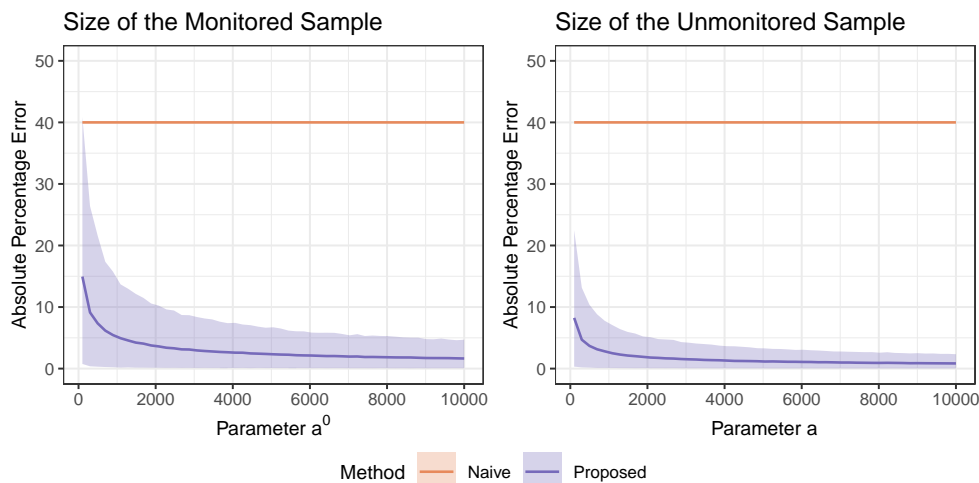 Size of the Monitored Sample
Size of the Unmonitored Sample
Absolute Percentage Error
50
40
30
20
10
0
0 2000 4000 6000 8000 10000
Parameter a⁰
Absolute Percentage Error
50
40
30
20
10
0
0 2000 4000 6000 8000 10000
Parameter a
Method Naive Proposed